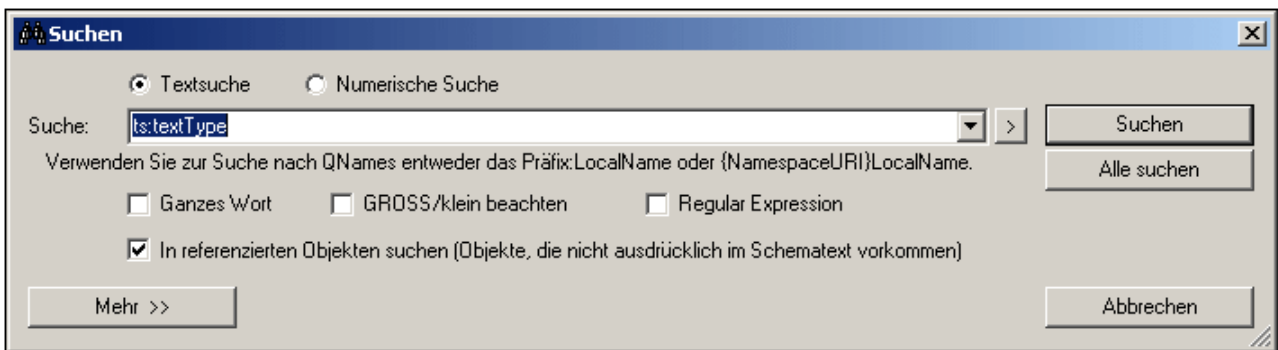 Suchen
Textsuche Numerische Suche
Suche: ts:textType > Suchen
Verwenden Sie zur Suche nach QNames entweder das Präfix:LocalName oder {NamespaceURI}LocalName.
Alle suchen
Ganzes Wort GROSS/klein beachten Regular Expression
In referenzierten Objekten suchen (Objekte, die nicht ausdrücklich im Schematext vorkommen)
Mehr >> Abbrechen